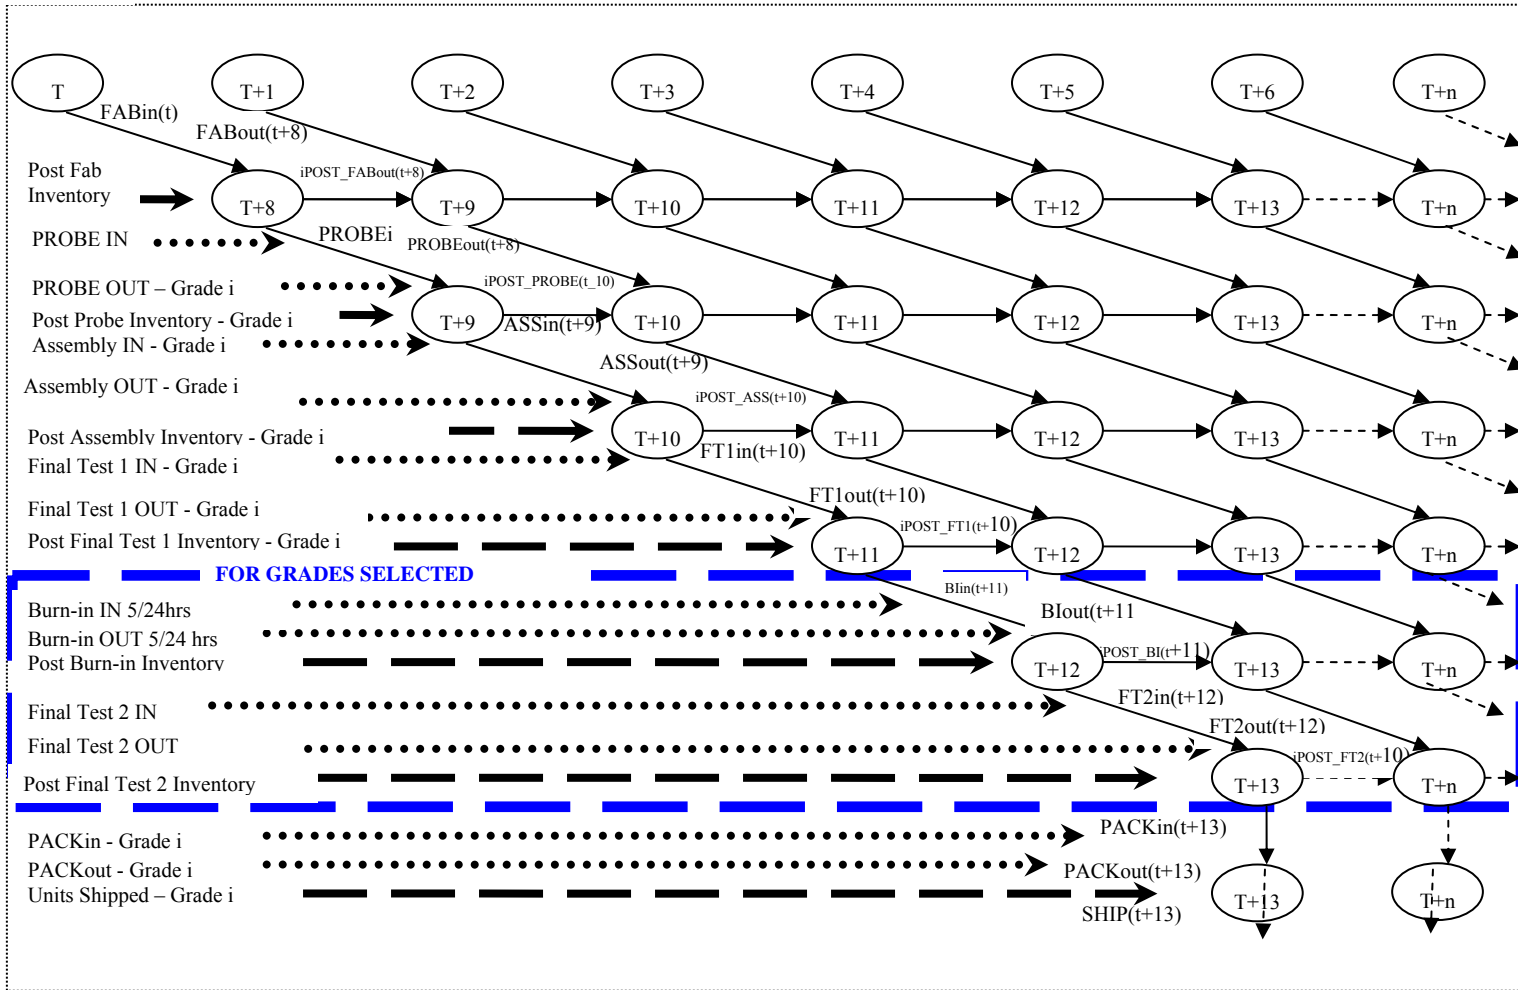 T T+1 T+2 T+3 T+4 T+5 T+6 T+n
FABin(t)
FABout(t+8)
Post Fab
Inventory
iPOST_FABout(t+8)
T+8 T+9 T+10 T+11 T+12 T+13 T+n
PROBE IN
PROBEi
PROBEout(t+8)
PROBE OUT – Grade i
iPOST_PROBE(t_10)
Post Probe Inventory - Grade i
T+9 T+10 T+11 T+12 T+13 T+n
ASSin(t+9)
Assembly IN - Grade i
ASSout(t+9)
Assembly OUT - Grade i
iPOST_ASS(t+10)
Post Assembly Inventory - Grade i
T+10 T+11 T+12 T+13 T+n
FT1in(t+10)
Final Test 1 IN - Grade i
FT1out(t+10)
Final Test 1 OUT - Grade i
iPOST_FT1(t+10)
Post Final Test 1 Inventory - Grade i
T+11 T+12 T+13 T+n
FOR GRADES SELECTED
BIin(t+11)
Burn-in IN 5/24hrs
BIout(t+11
Burn-in OUT 5/24 hrs
iPOST_BI(t+11)
Post Burn-in Inventory
T+12 T+13 T+n
FT2in(t+12)
Final Test 2 IN
FT2out(t+12)
Final Test 2 OUT
iPOST_FT2(t+10)
Post Final Test 2 Inventory
T+13 T+n
PACKin(t+13)
PACKin - Grade i
PACKout - Grade i
PACKout(t+13)
Units Shipped – Grade i
T+13 T+n
SHIP(t+13)